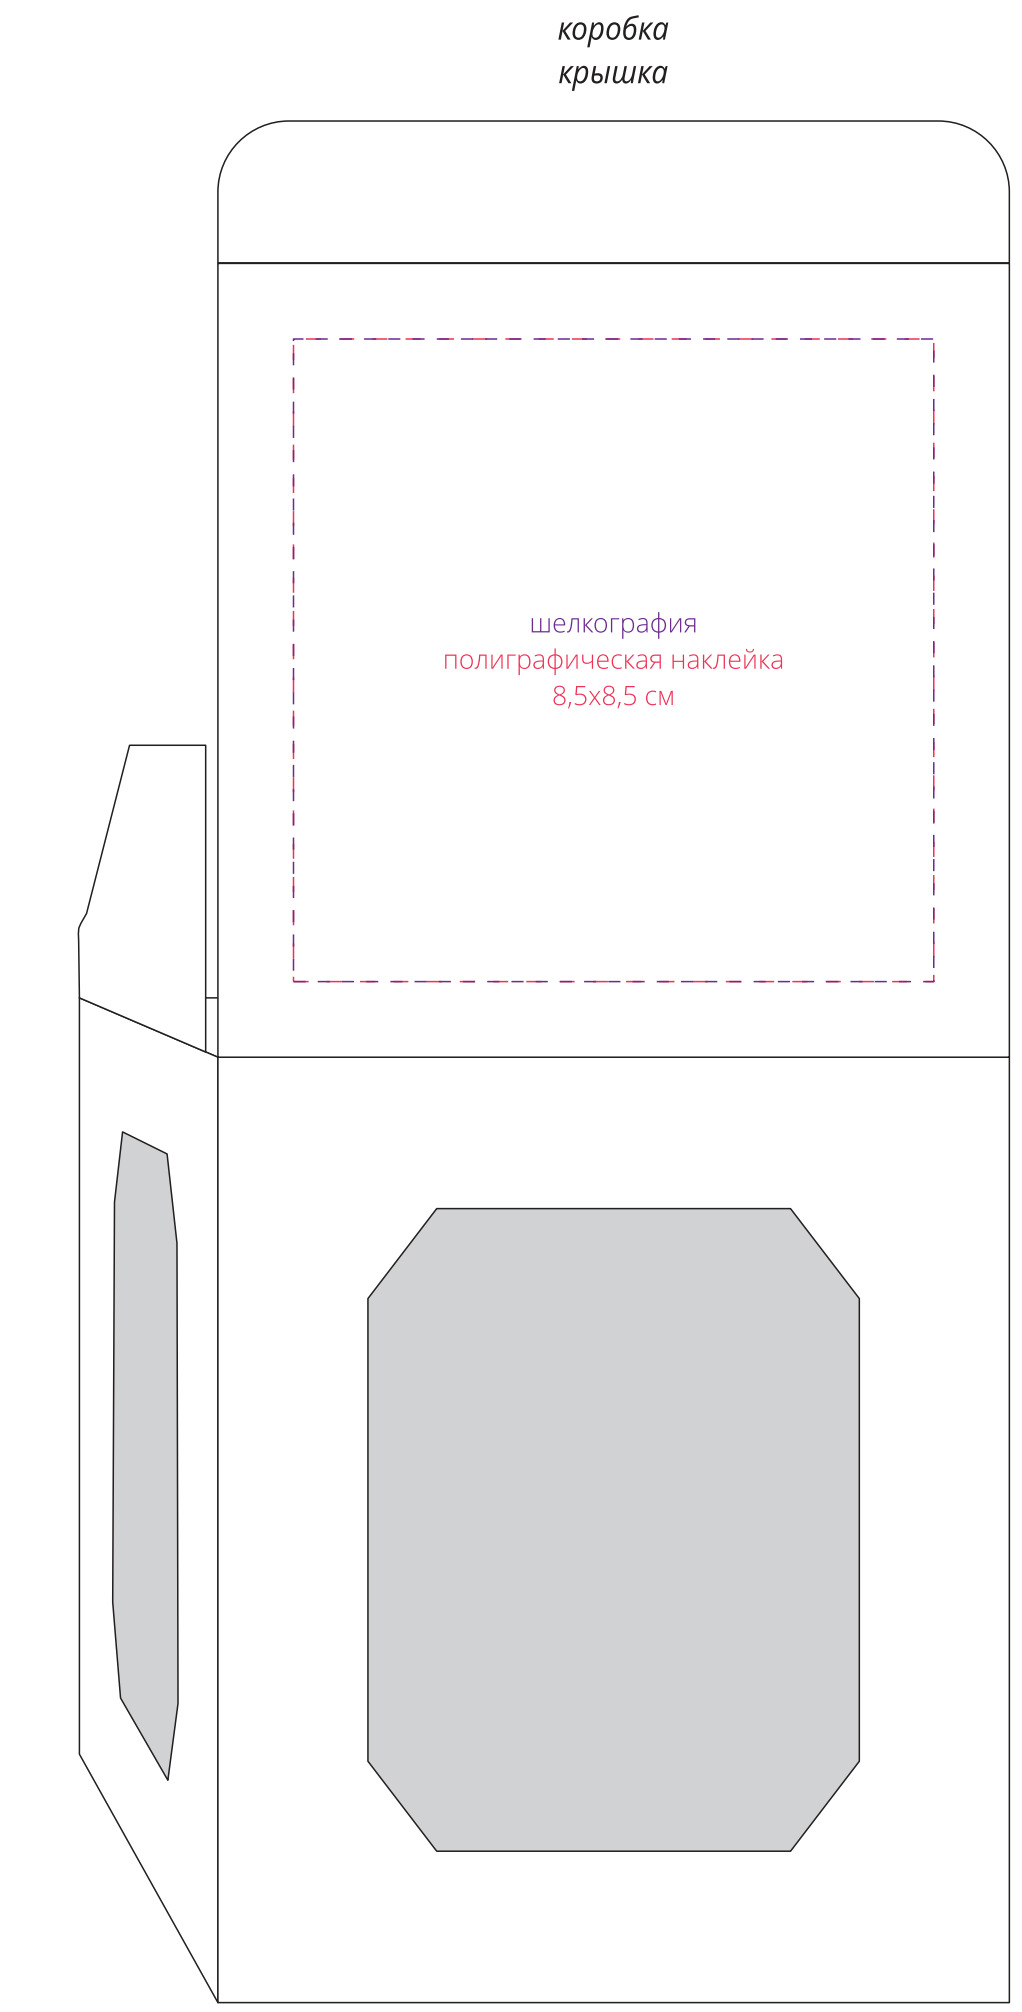 коробка
крышка
шелкография
полиграфическая наклейка
8,5х8,5 см